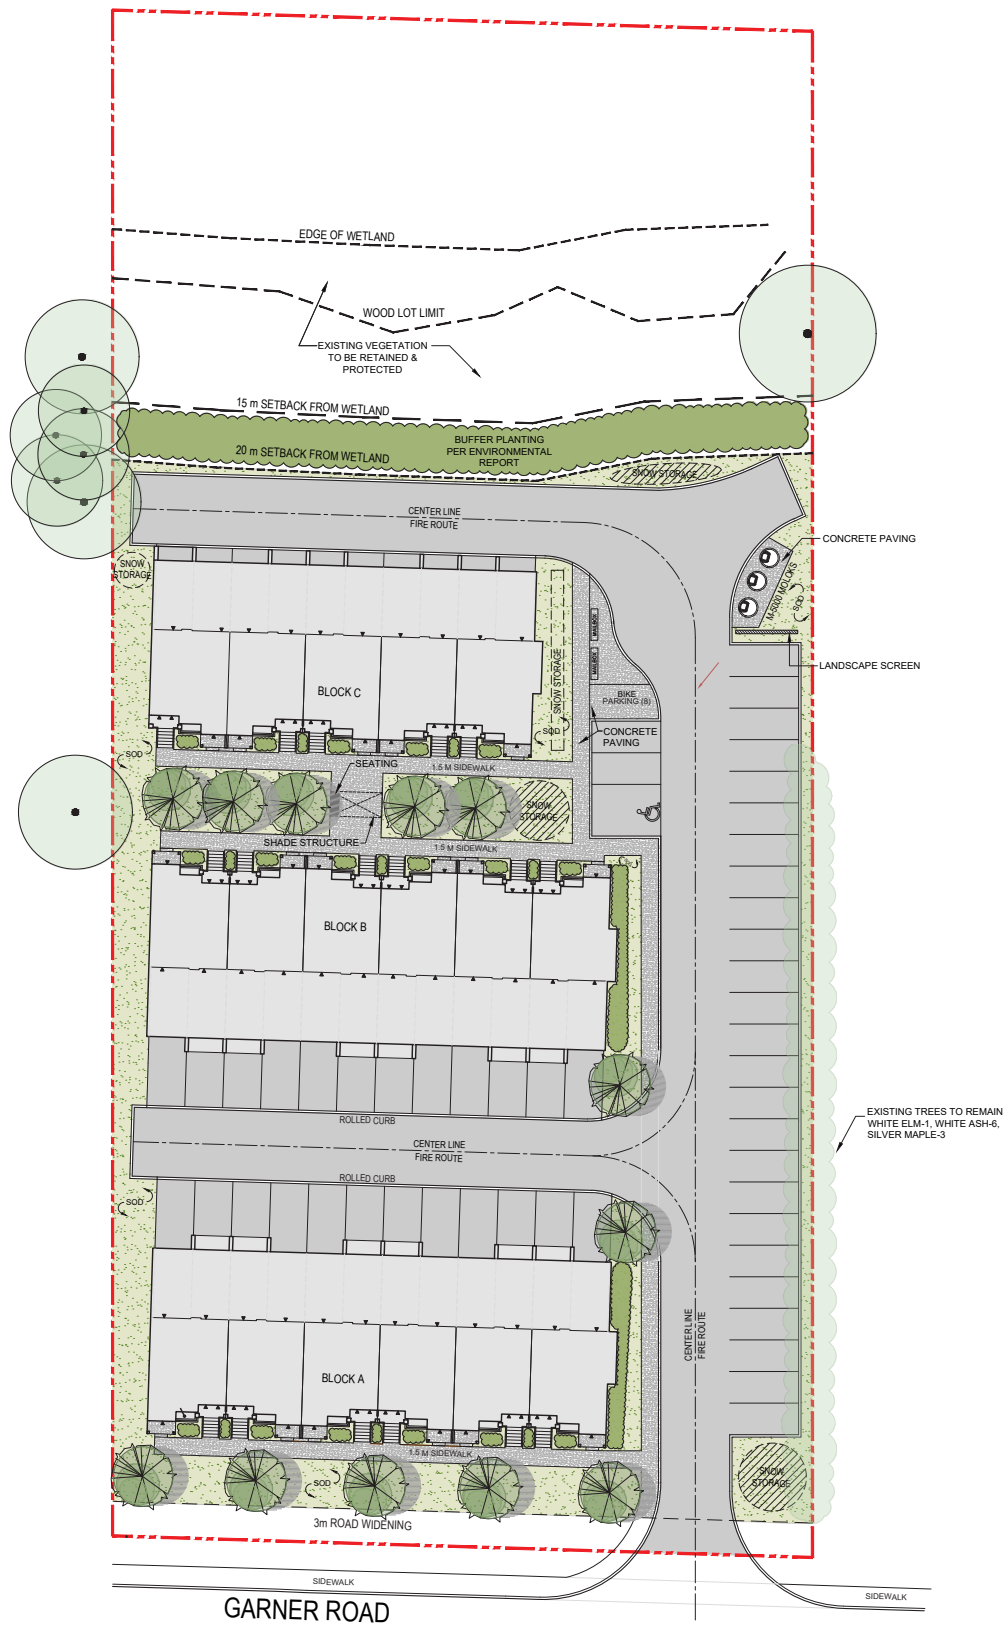 EDGE OF WETLAND
WOOD LOT LIMIT
EXISTING VEGETATION
TO BE RETAINED &
PROTECTED
15 m SETBACK FROM WETLAND
BUFFER PLANTING
PER ENVIRONMENTAL
REPORT
20 m SETBACK FROM WETLAND
SNOW STORAGE
CENTER LINE
FIRE ROUTE
CONCRETE PAVING
SNOW
STORAGE
M-5000 MOLOKS
SOD
MAILBOX
MAILBOX
SNOW STORAGE
LANDSCAPE SCREEN
BLOCK C
BIKE
PARKING (8)
SOD
CONCRETE
PAVING
SOD
SEATING
1.5 M SIDEWALK
SNOW
STORAGE
SHADE STRUCTURE
1.5 M SIDEWALK
BLOCK B
EXISTING TREES TO REMAIN
WHITE ELM-1, WHITE ASH-6,
SILVER MAPLE-3
ROLLED CURB
CENTER LINE
FIRE ROUTE
ROLLED CURB
SOD
CENTER LINE
FIRE ROUTE
BLOCK A
1.5 M SIDEWALK
SNOW
STORAGE
SOD
3m ROAD WIDENING
SIDEWALK
SIDEWALK
GARNER ROAD